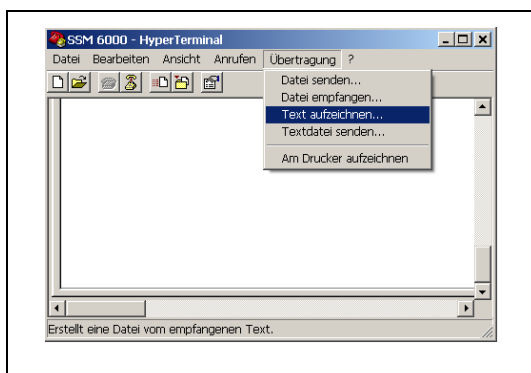 SSM 6000 - HyperTerminal
Datei Bearbeiten Ansicht Anrufen Übertragung ?
Datei senden...
Datei empfangen...
Text aufzeichnen...
Textdatei senden...
Am Drucker aufzeichnen
Erstellt eine Datei vom empfangenen Text.